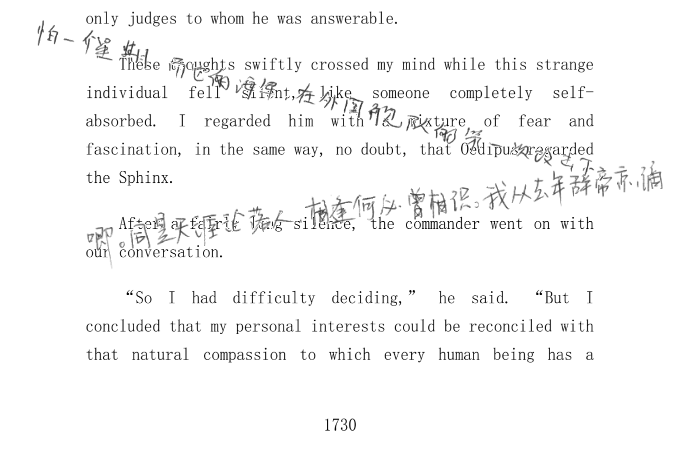 only judges to whom he was answerable.
怕一
These thoughts swiftly crossed my mind while this strange
individual fell silent, like someone completely self-
absorbed. I regarded him with a mixture of fear and
fascination, in the same way, no doubt, that Oedipus regarded
the Sphinx.
唧。同是天涯论落人 相逢何必曾相识。我从去年辞帝京,谪
After a fairly long silence, the commander went on with
our conversation.
“So I had difficulty deciding,” he said. “But I
concluded that my personal interests could be reconciled with
that natural compassion to which every human being has a
1730